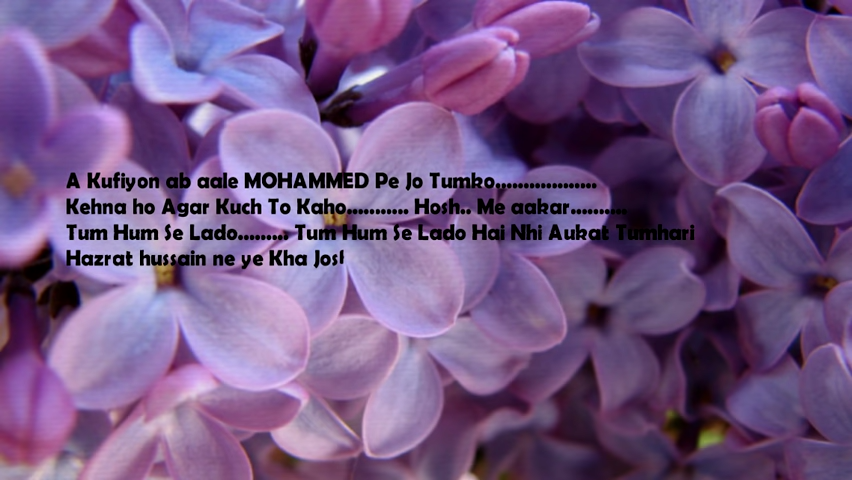 A Kufiyon ab aale MOHAMMED Pe Jo Tumko..................
Kehna ho Agar Kuch To Kaho........... Hosh.. Me aakar..........
Tum Hum Se Lado......... Tum Hum Se Lado Hai Nhi Aukat Tumhari
Hazrat hussain ne ye Kha